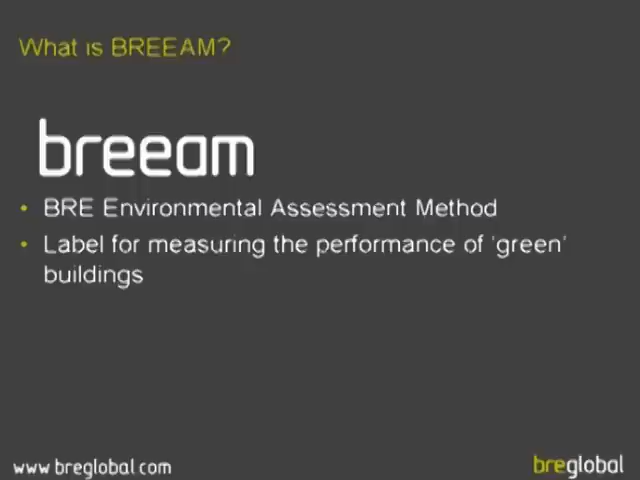 What is BREEAM?
breeam
• BRE Environmental Assessment Method
• Label for measuring the performance of 'green'
buildings
www.breglobal.com
breglobal